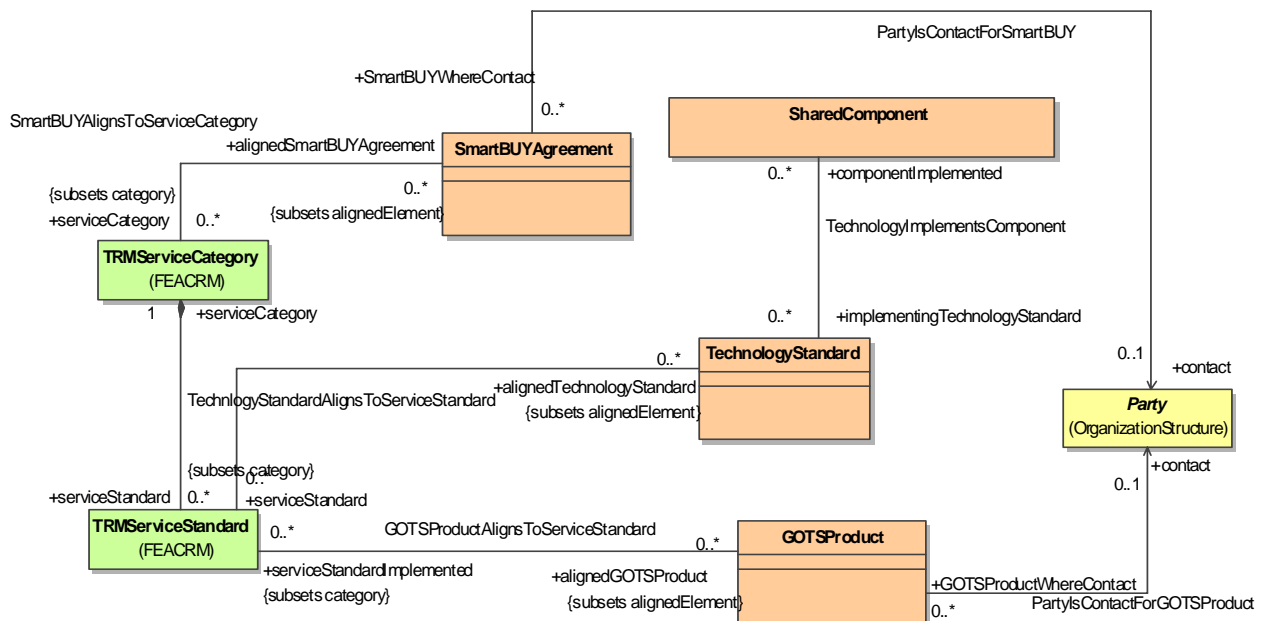 PartyIsContactForSmartBUY
+SmartBUYWhereContact
0..*
SmartBUYAlignsToServiceCategory
+alignedSmartBUYAgreement
SmartBUYAgreement
SharedComponent
0..*
{subsets alignedElement}
{subsets category}
+serviceCategory
0..*
0..*
+componentImplemented
TechnologyImplementsComponent
TRMServiceCategory
(FEACRM)
1
+serviceCategory
0..*
+implementingTechnologyStandard
TechnologyStandard
0..*
0..1
+contact
TechnlogyStandardAlignsToServiceStandard
+alignedTechnologyStandard
{subsets alignedElement}
Party
(OrganizationStructure)
{subsets category}
0..*
+serviceStandard
0..*
+serviceStandard
+contact
0..1
TRMServiceStandard
(FEACRM)
0..*
GOTSProductAlignsToServiceStandard
0..*
GOTSProduct
+serviceStandardImplemented
{subsets category}
+alignedGOTSProduct
{subsets alignedElement}
+GOTSProductWhereContact
0..*
PartyIsContactForGOTSProduct